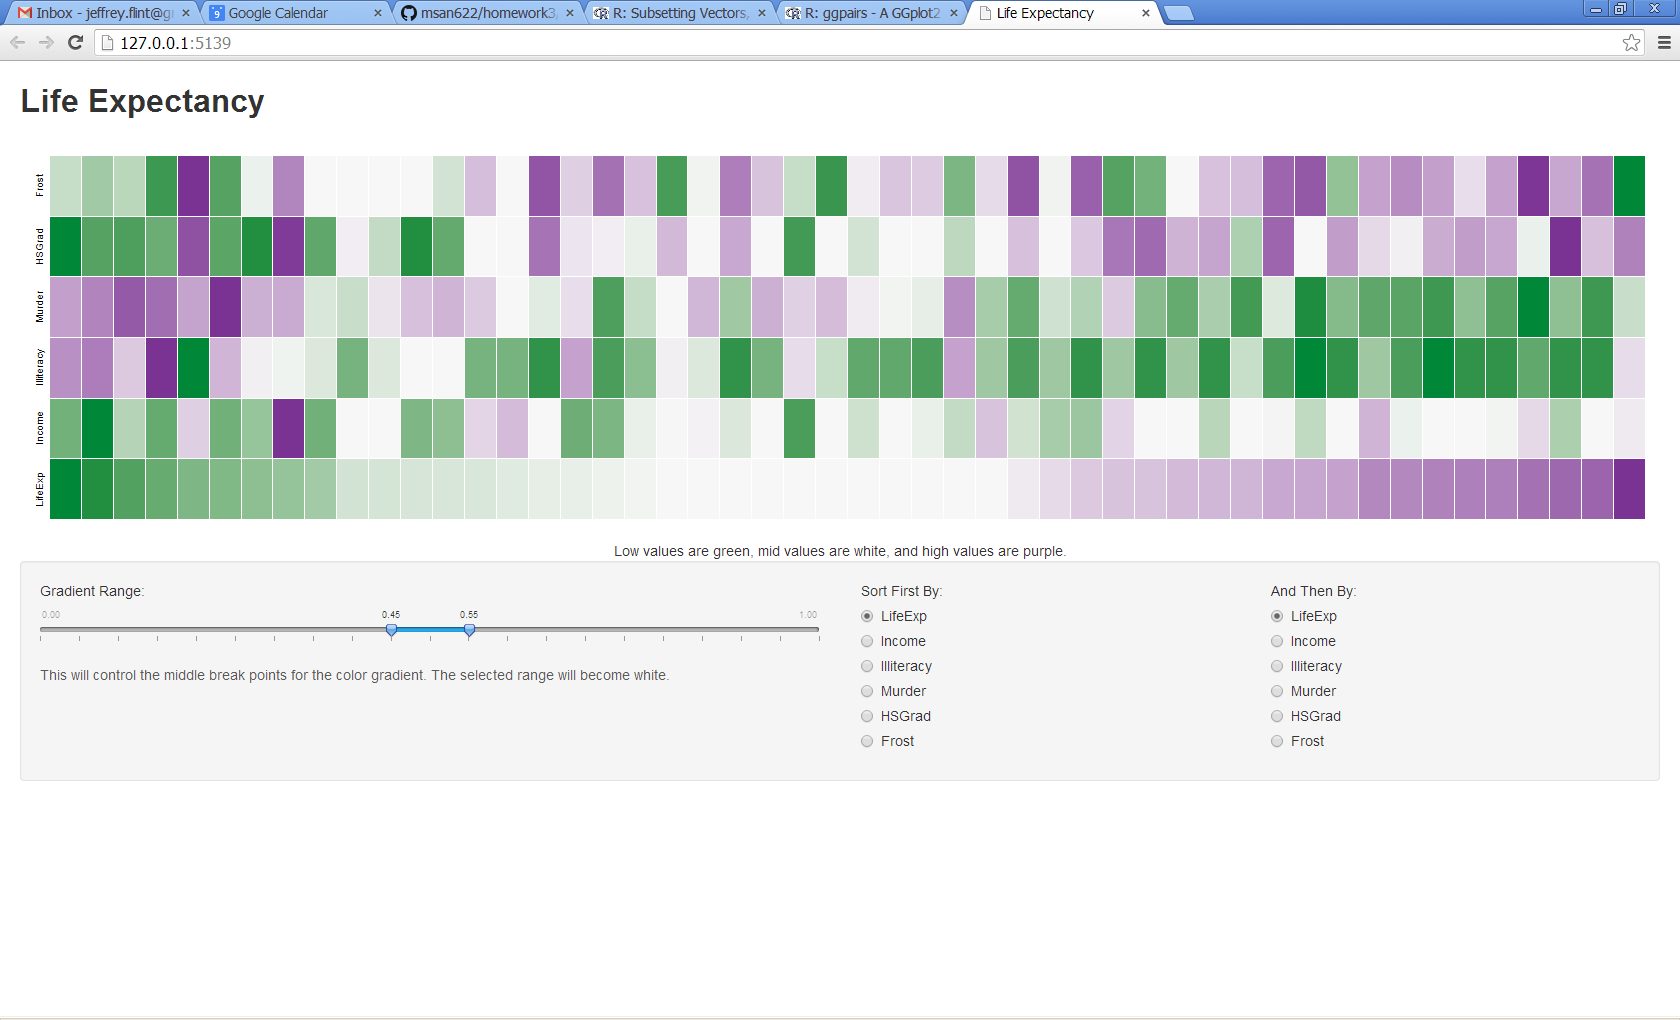 Inbox - jeffrey.flint@g
Google Calendar
msan622/homework3
R: Subsetting Vectors,
R: ggpairs - A GGplot2
Life Expectancy
127.0.0.1:5139
Life Expectancy
Frost
HSGrad
Murder
Illiteracy
Income
LifeExp
Low values are green, mid values are white, and high values are purple.
Gradient Range:
0.00 0.45 0.55 1.00
This will control the middle break points for the color gradient. The selected range will become white.
Sort First By:
LifeExp
Income
Illiteracy
Murder
HSGrad
Frost
And Then By:
LifeExp
Income
Illiteracy
Murder
HSGrad
Frost